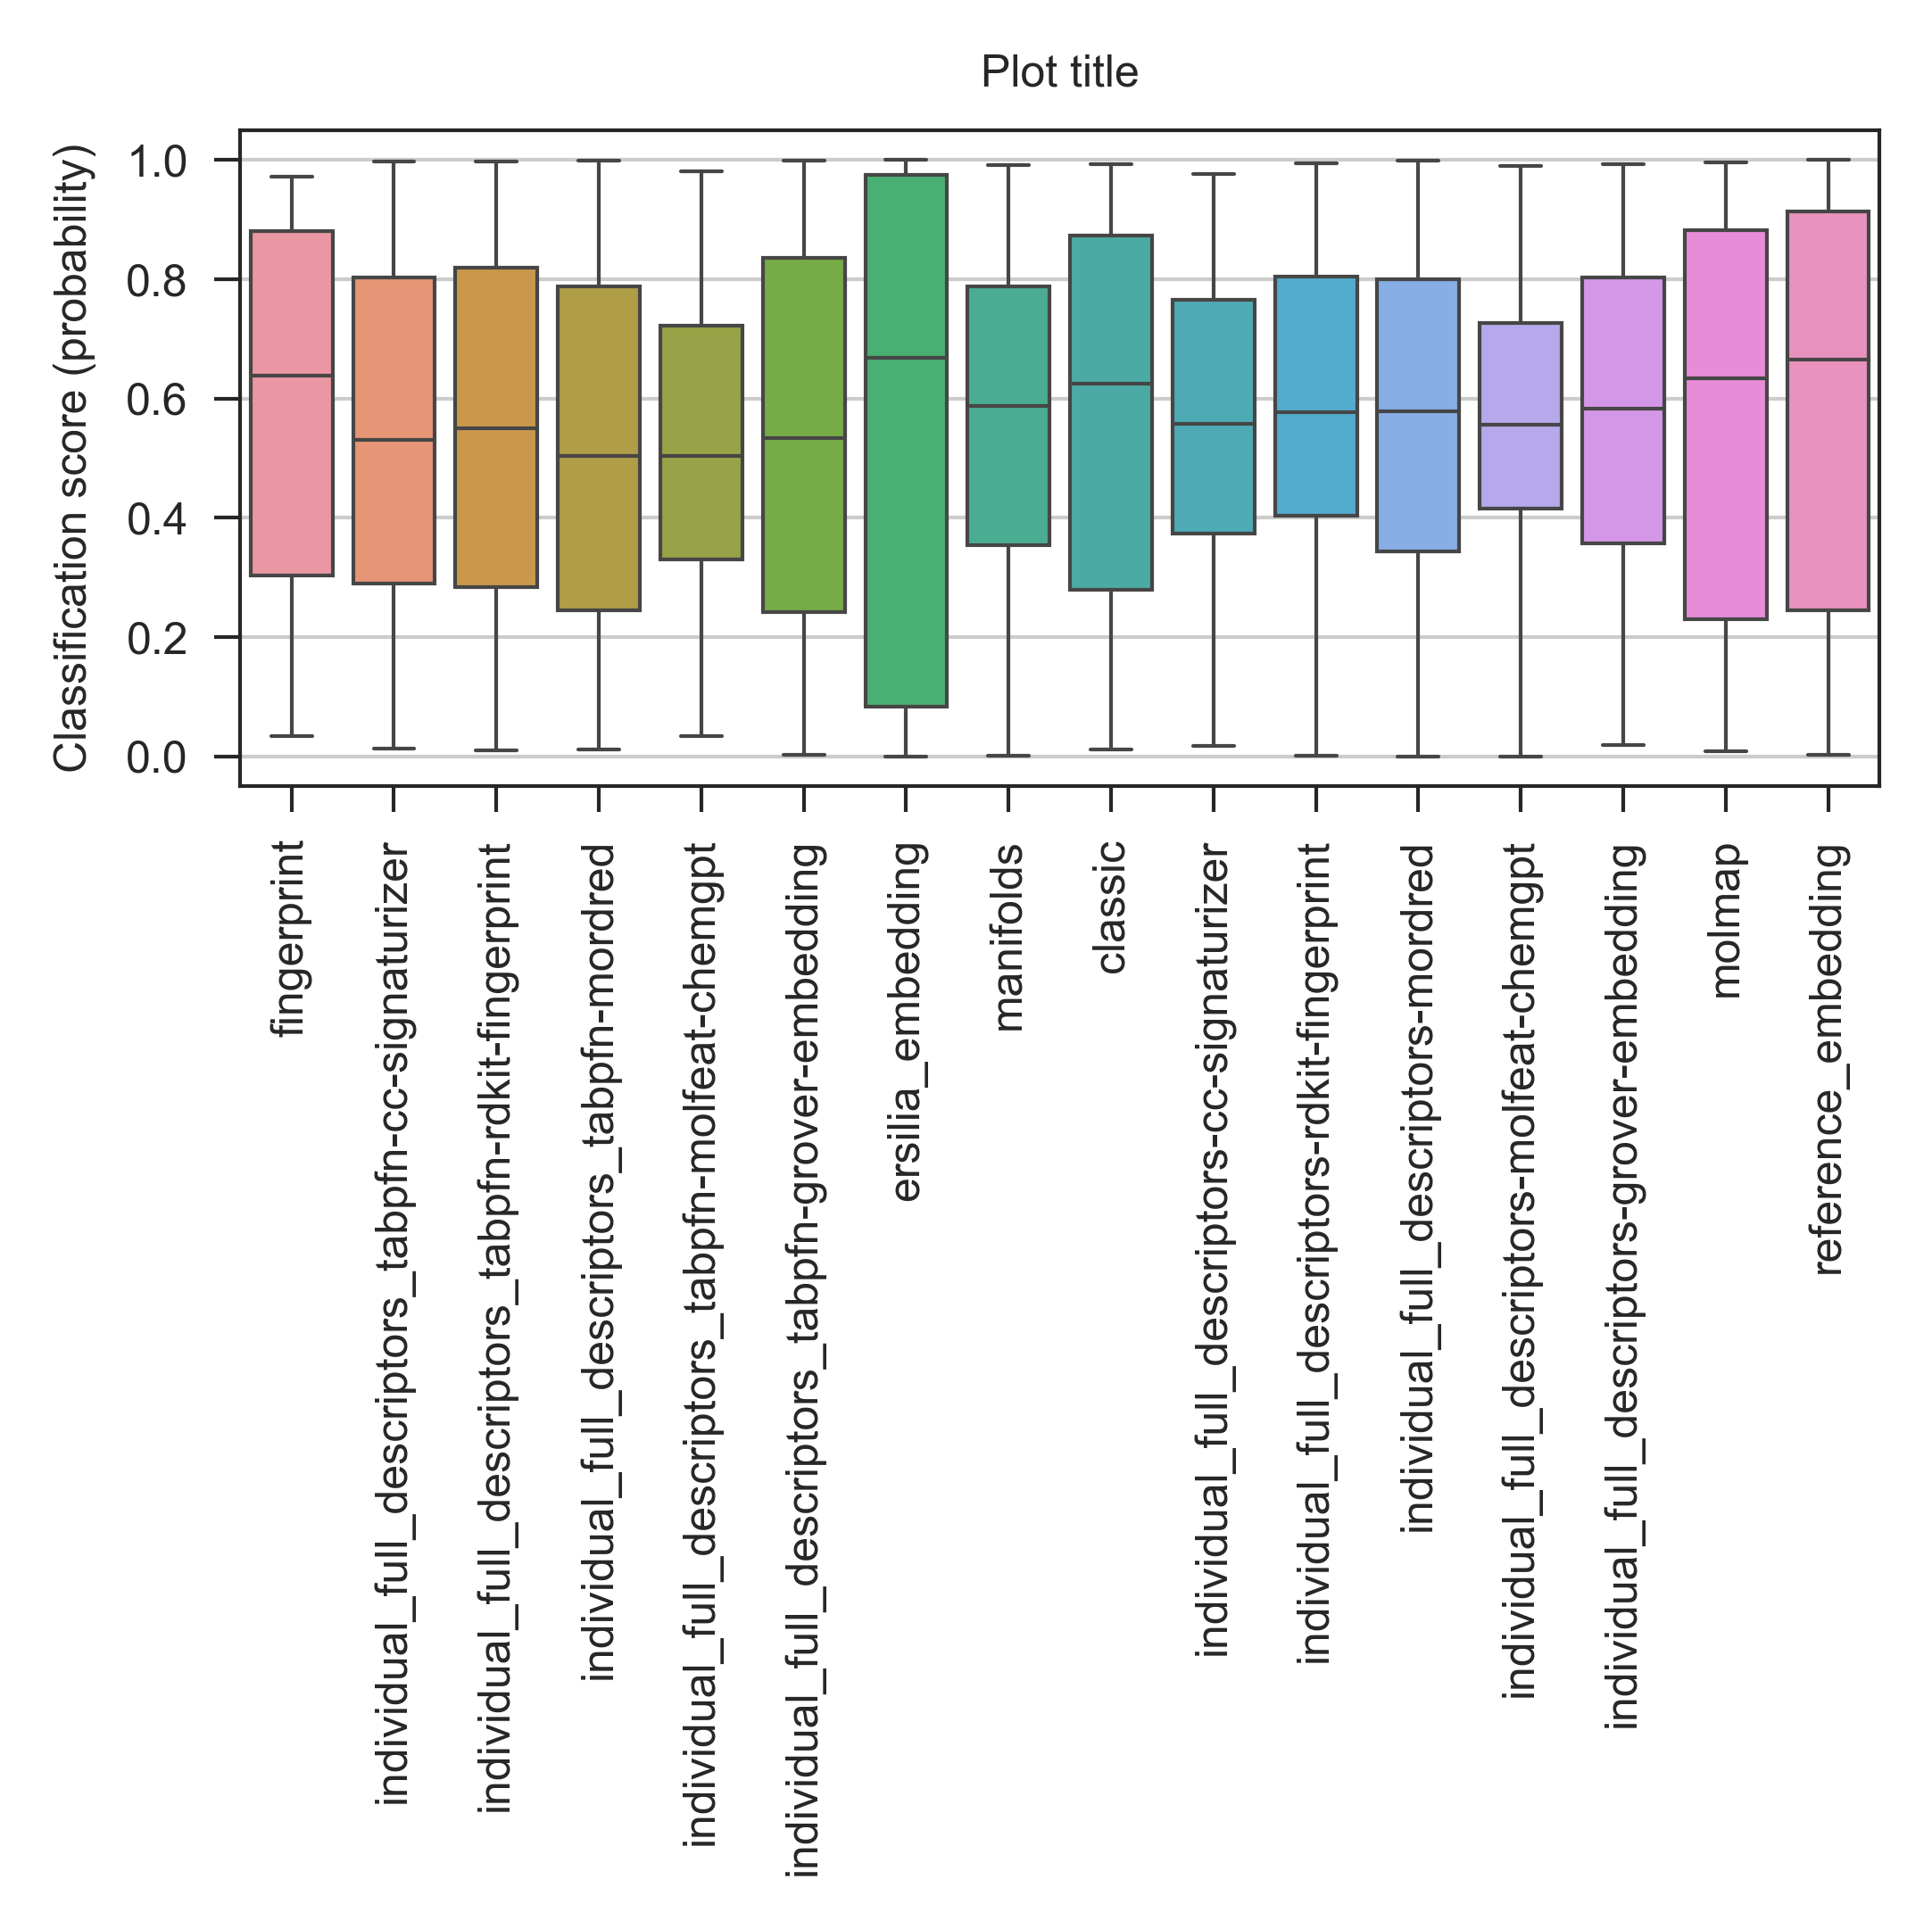 Plot title
Classification score (probability)
1.0
0.8
0.6
0.4
0.2
0.0
fingerprint
individual_full_descriptors_tabpfn-cc-signaturizer
individual_full_descriptors_tabpfn-rdkit-fingerprint
individual_full_descriptors_tabpfn-mordred
individual_full_descriptors_tabpfn-molfeat-chemgpt
individual_full_descriptors_tabpfn-grover-embedding
ersilia_embedding
manifolds
classic
individual_full_descriptors-cc-signaturizer
individual_full_descriptors-rdkit-fingerprint
individual_full_descriptors-mordred
individual_full_descriptors-molfeat-chemgpt
individual_full_descriptors-grover-embedding
molmap
reference_embedding